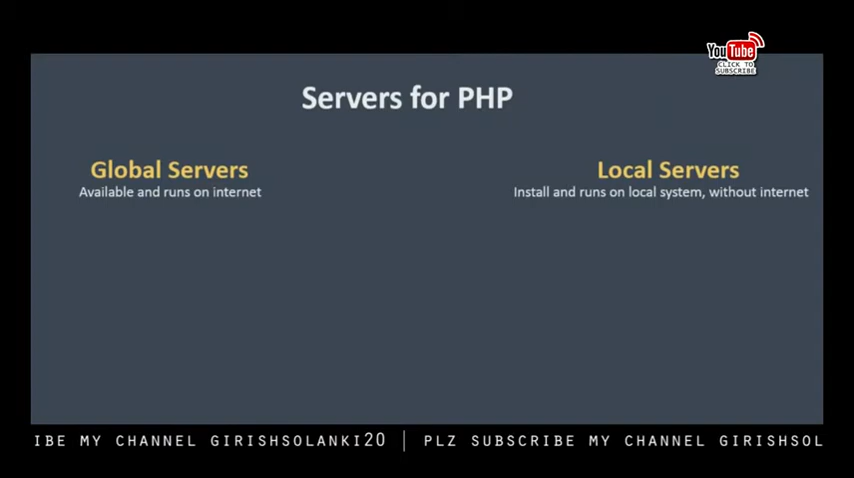 YouTube
CLICK TO
SUBSCRIBE
Servers for PHP
Global Servers
Available and runs on internet
Local Servers
Install and runs on local system, without internet
IBE MY CHANNEL GIRISHSOLANKI20 | PLZ SUBSCRIBE MY CHANNEL GIRISHSOL